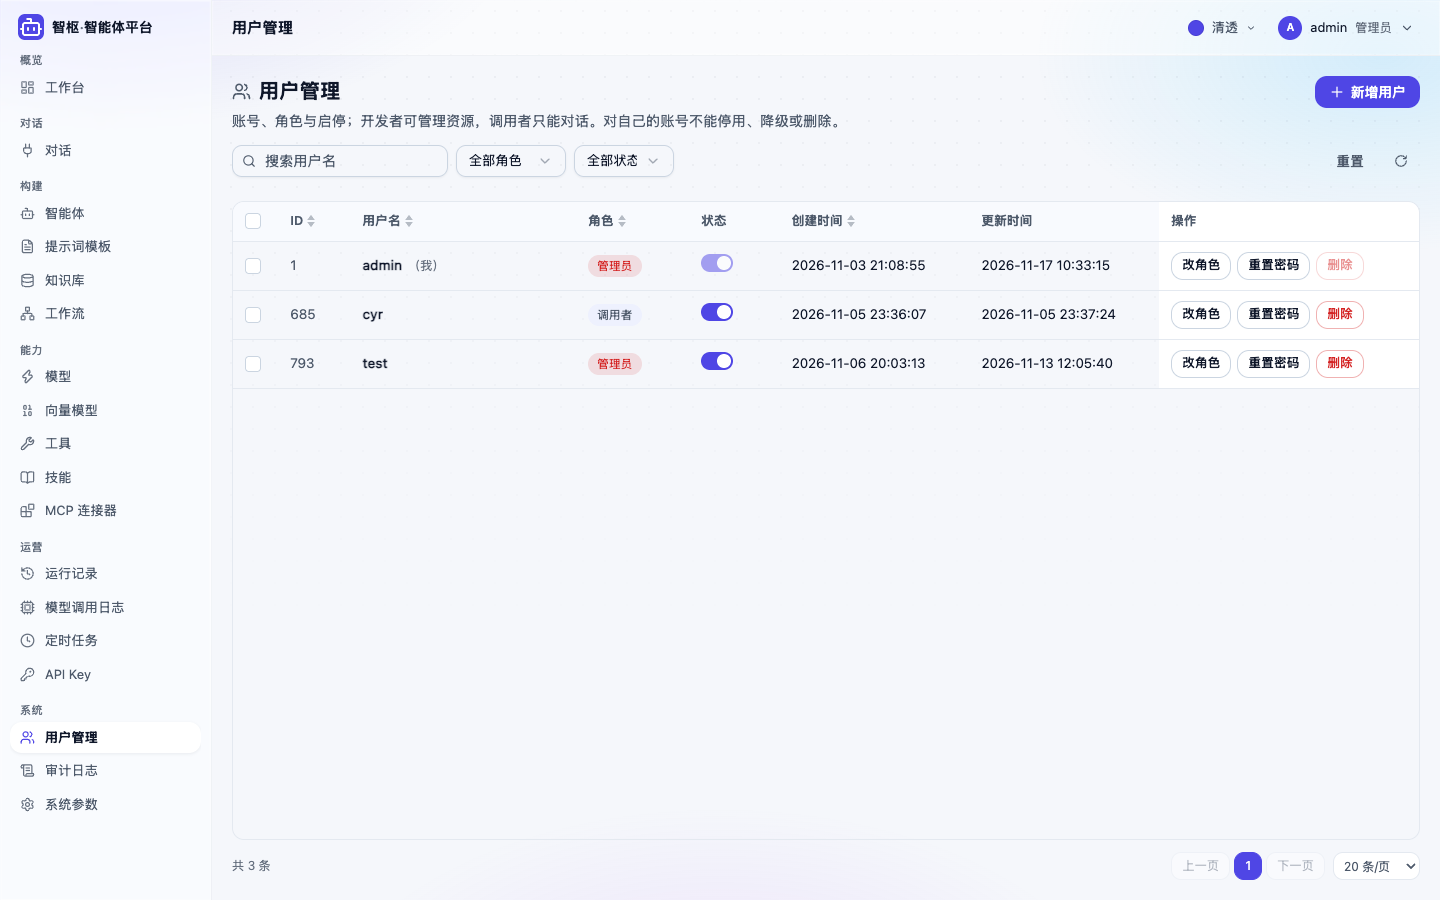 智枢·智能体平台
概览
工作台
对话
对话
构建
智能体
提示词模板
知识库
工作流
能力
模型
向量模型
工具
技能
MCP 连接器
运营
运行记录
模型调用日志
定时任务
API Key
系统
用户管理
审计日志
系统参数
用户管理
清透
A admin 管理员
用户管理
新增用户
账号、角色与启停；开发者可管理资源，调用者只能对话。对自己的账号不能停用、降级或删除。
搜索用户名 全部角色 全部状态 重置
ID 用户名 角色 状态 创建时间 更新时间 操作
1 admin （我） 管理员 2026-11-03 21:08:55 2026-11-17 10:33:15 改角色 重置密码 删除
685 cyr 调用者 2026-11-05 23:36:07 2026-11-05 23:37:24 改角色 重置密码 删除
793 test 管理员 2026-11-06 20:03:13 2026-11-13 12:05:40 改角色 重置密码 删除
共 3 条 上一页 1 下一页 20 条/页